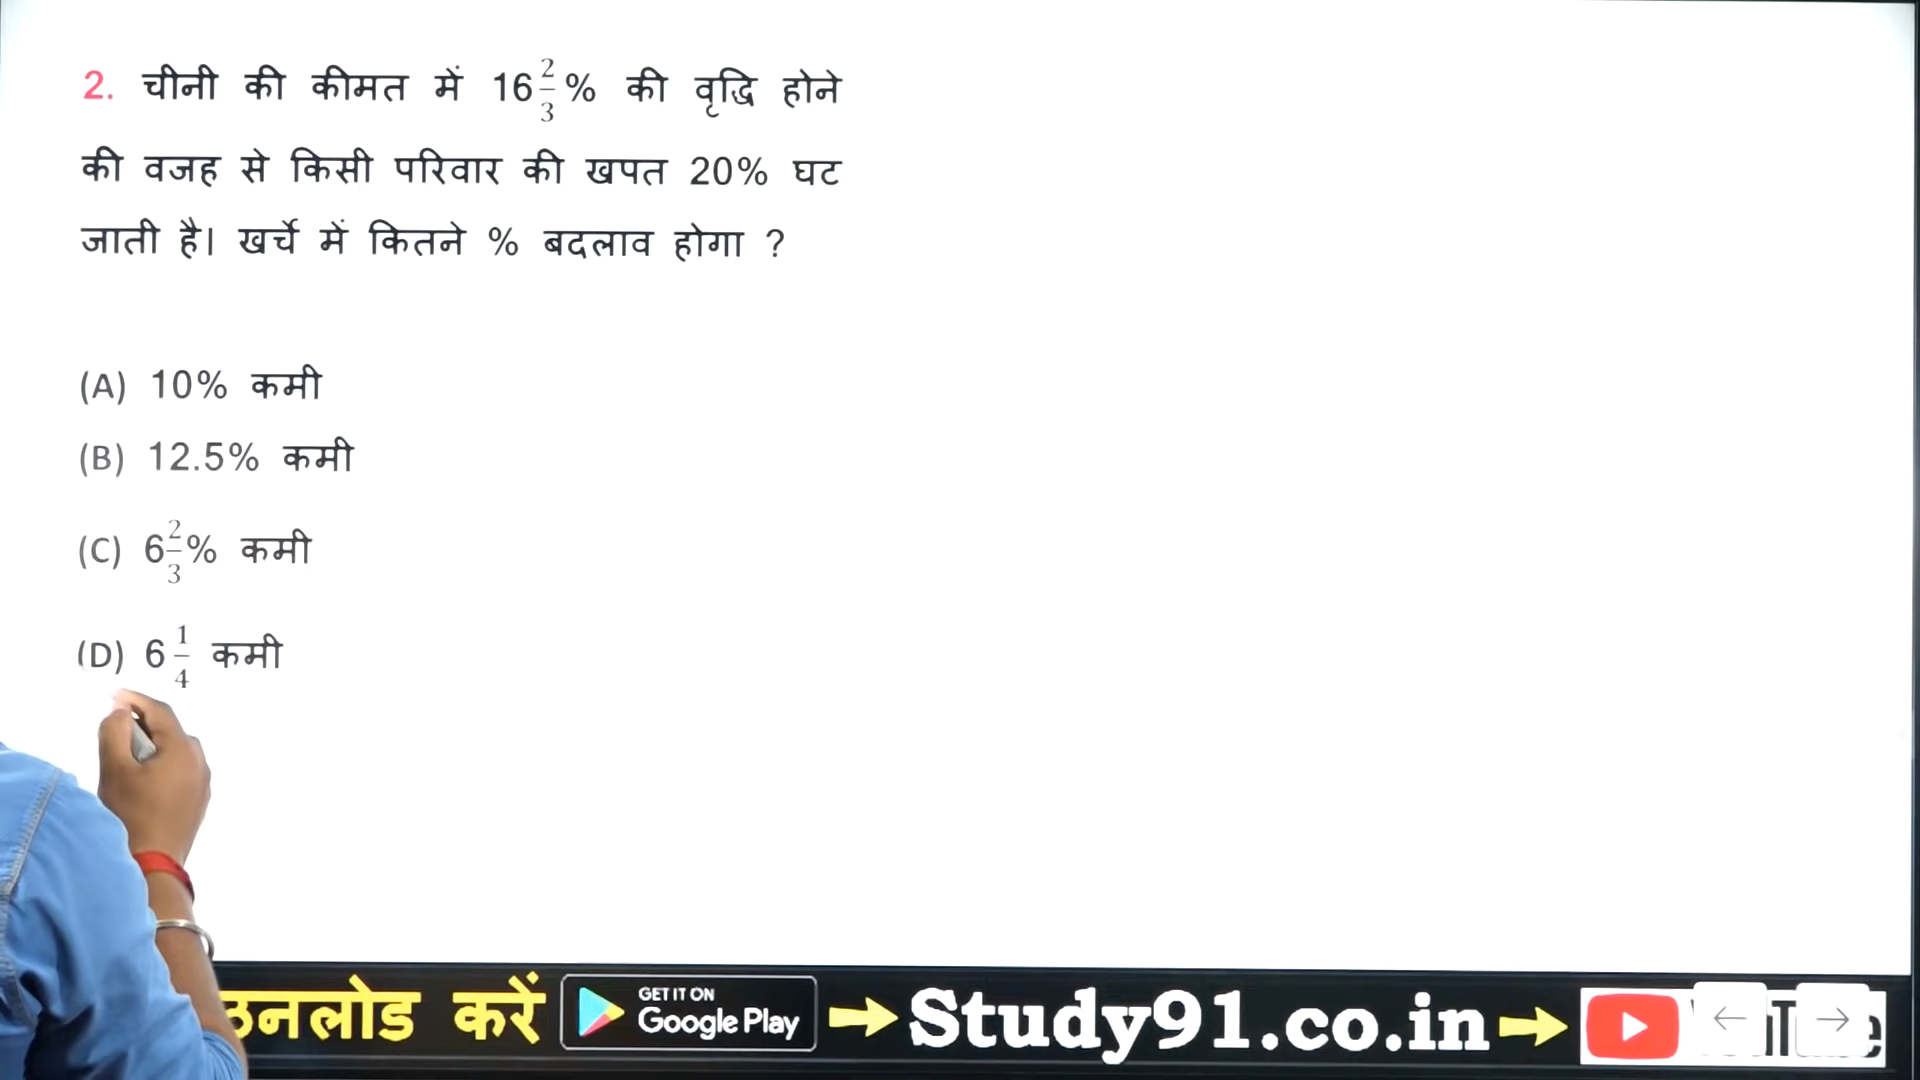 2. चीनी की कीमत में 16 2/3 % की वृद्धि होने
की वजह से किसी परिवार की खपत 20% घट
जाती है। खर्चे में कितने % बदलाव होगा ?
(A) 10% कमी
(B) 12.5% कमी
(C) 6 2/3 % कमी
(D) 6 1/4 कमी
करें GET IT ON Google Play Study91.co.in